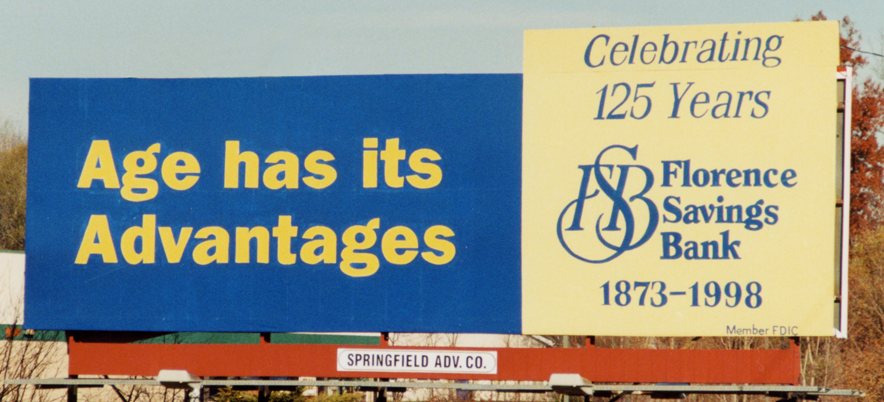 Age has its
Advantages
Celebrating
125 Years
FSB
Florence
Savings
Bank
1873-1998
Member FDIC
SPRINGFIELD ADV. CO.